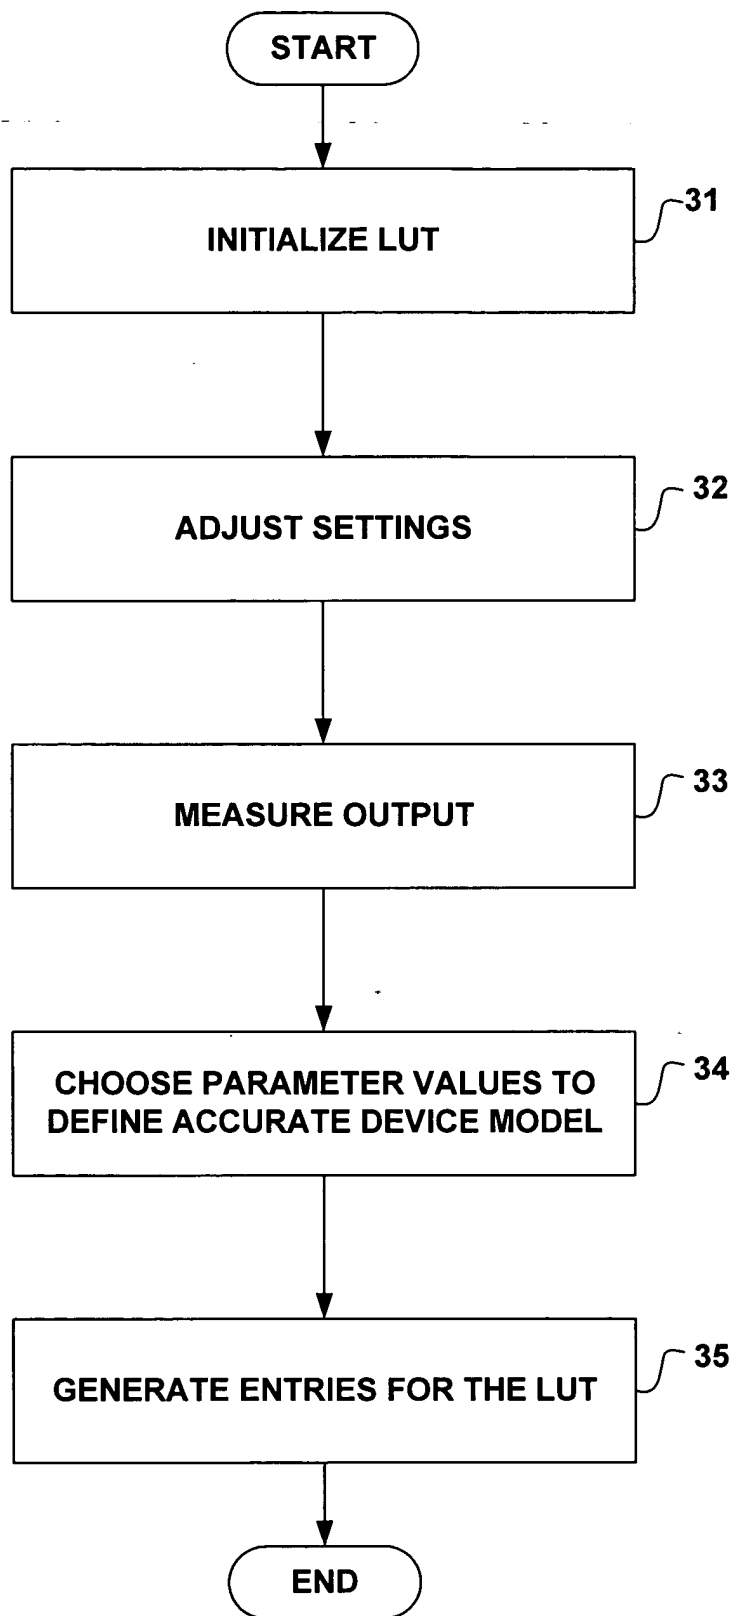 START
INITIALIZE LUT
31
ADJUST SETTINGS
32
MEASURE OUTPUT
33
CHOOSE PARAMETER VALUES TO
DEFINE ACCURATE DEVICE MODEL
34
GENERATE ENTRIES FOR THE LUT
35
END